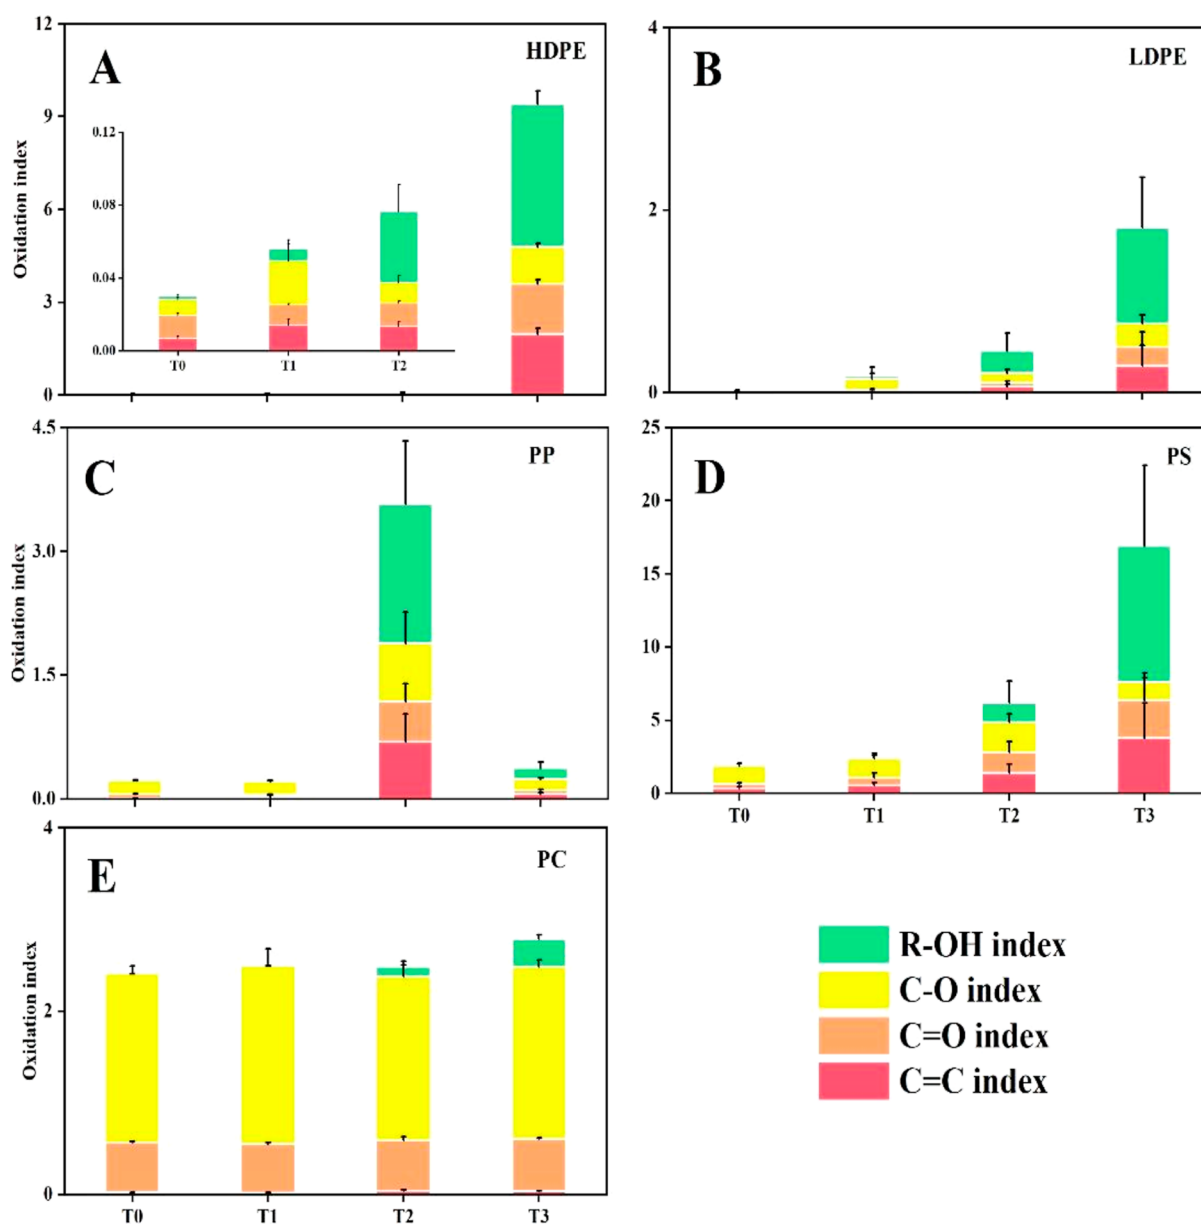 A
HDPE
Oxidation index
12
9
6
3
0
0.12
0.08
0.04
0.00
T0
T1
T2
B
LDPE
4
2
0
C
PP
Oxidation index
4.5
3.0
1.5
0.0
D
PS
25
20
15
10
5
0
T0
T1
T2
T3
E
PC
Oxidation index
4
2
0
T0
T1
T2
T3
R-OH index
C-O index
C=O index
C=C index